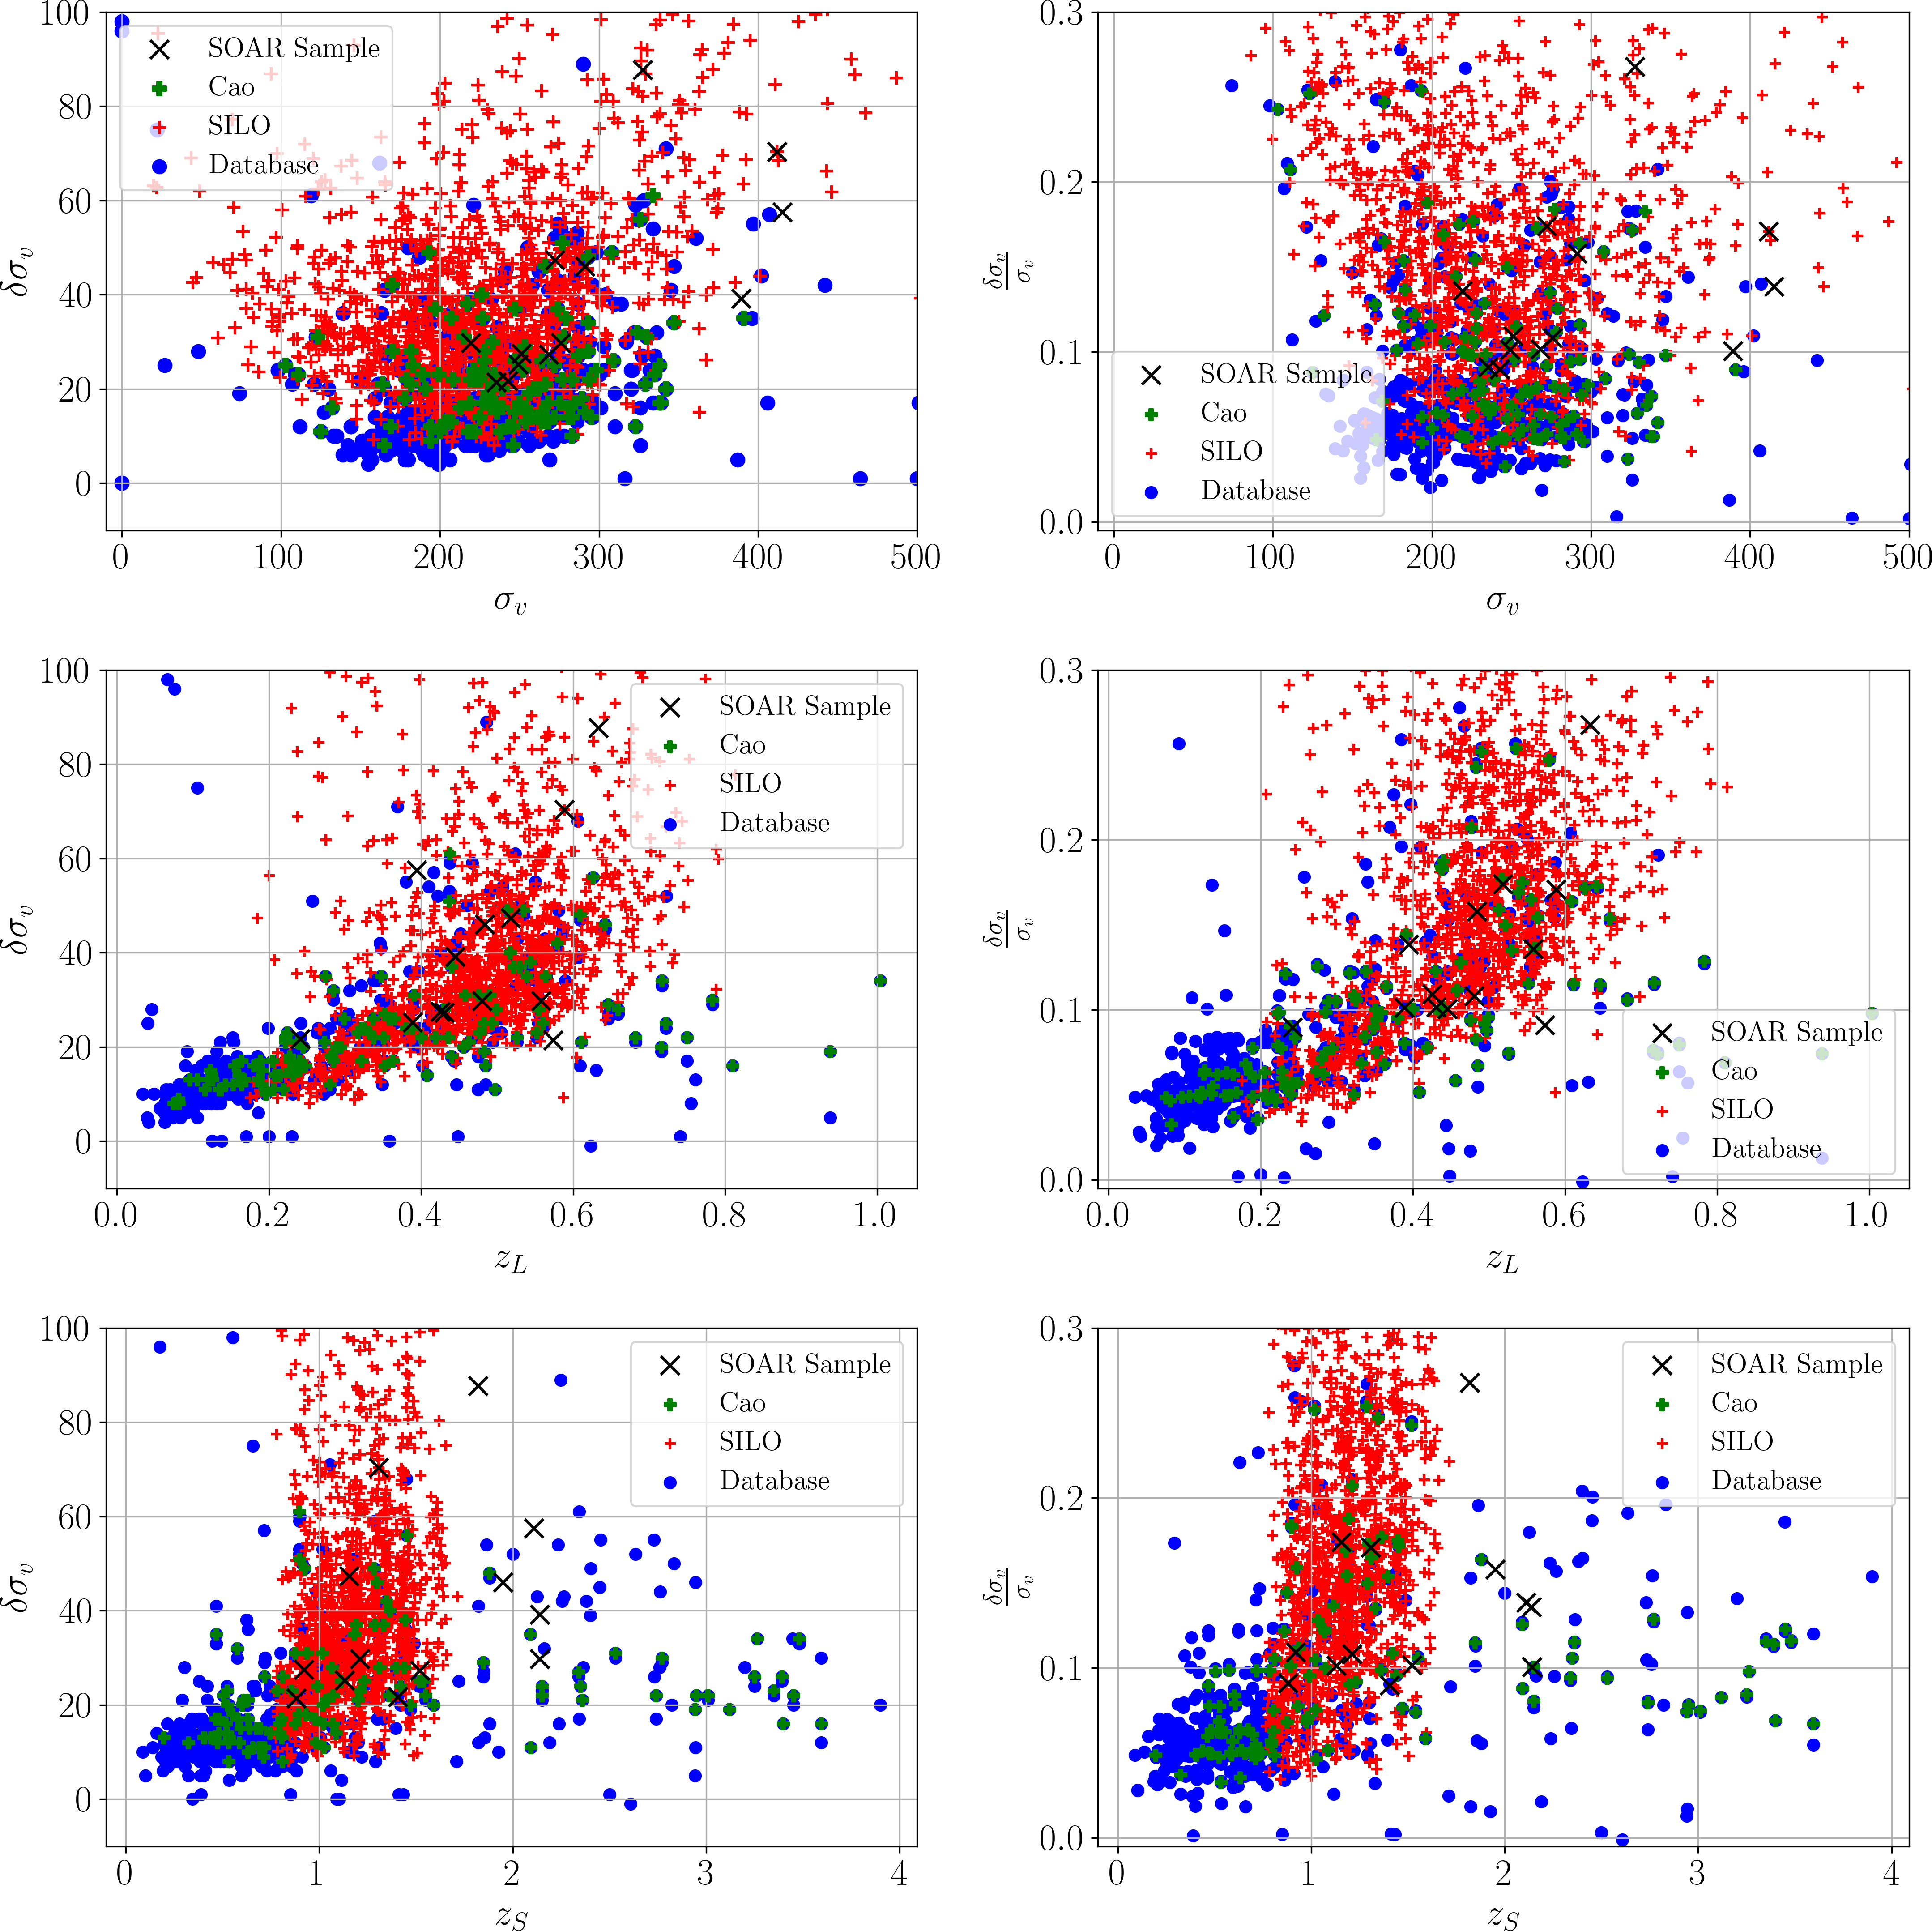 100
80
60
40
20
0
δσ_v
0 100 200 300 400 500
σ_v
SOAR Sample
Cao
SILO
Database
0.3
0.2
0.1
0.0
δσ_v/σ_v
0 100 200 300 400 500
σ_v
SOAR Sample
Cao
SILO
Database
100
80
60
40
20
0
δσ_v
0.0 0.2 0.4 0.6 0.8 1.0
z_L
SOAR Sample
Cao
SILO
Database
0.3
0.2
0.1
0.0
δσ_v/σ_v
0.0 0.2 0.4 0.6 0.8 1.0
z_L
SOAR Sample
Cao
SILO
Database
100
80
60
40
20
0
δσ_v
0 1 2 3 4
z_S
SOAR Sample
Cao
SILO
Database
0.3
0.2
0.1
0.0
δσ_v/σ_v
0 1 2 3 4
z_S
SOAR Sample
Cao
SILO
Database